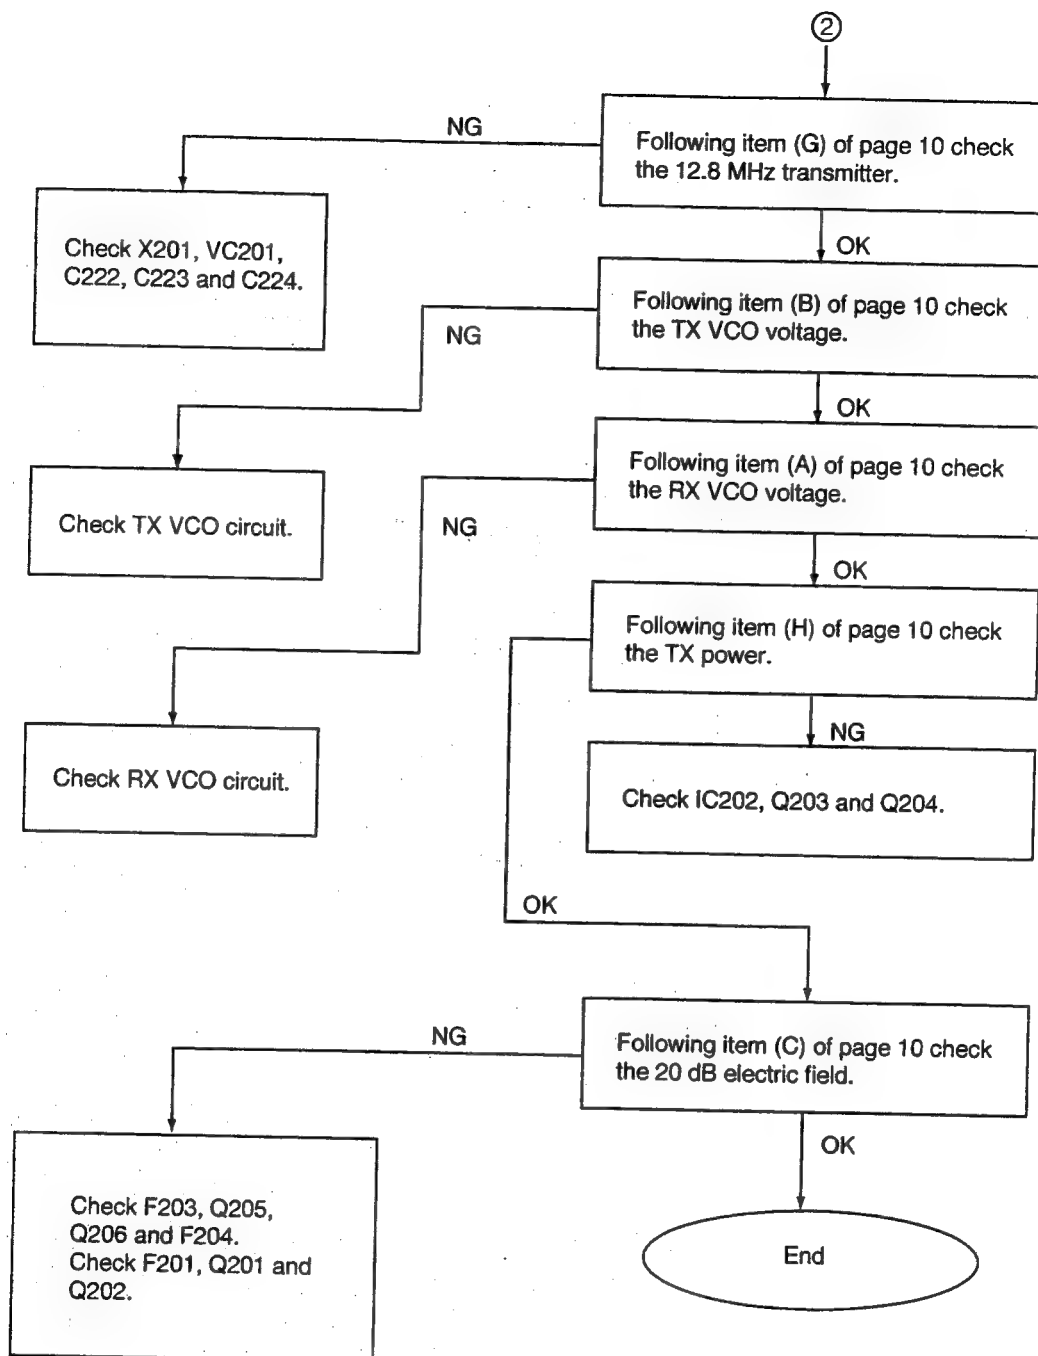 ②
Following item (G) of page 10 check
the 12.8 MHz transmitter.
NG
Check X201, VC201,
C222, C223 and C224.
OK
Following item (B) of page 10 check
the TX VCO voltage.
NG
Check TX VCO circuit.
OK
Following item (A) of page 10 check
the RX VCO voltage.
NG
Check RX VCO circuit.
OK
Following item (H) of page 10 check
the TX power.
NG
Check IC202, Q203 and Q204.
OK
Following item (C) of page 10 check
the 20 dB electric field.
NG
Check F203, Q205,
Q206 and F204.
Check F201, Q201 and
Q202.
OK
End